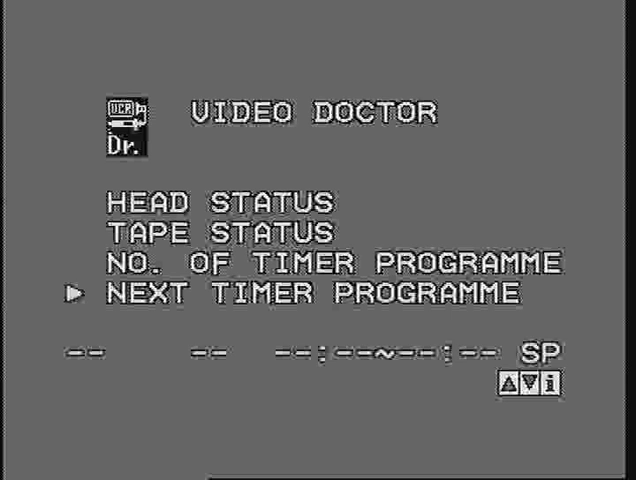 VCR
Dr.
VIDEO DOCTOR
HEAD STATUS
TAPE STATUS
NO. OF TIMER PROGRAMME
► NEXT TIMER PROGRAMME
-- -- --:--~--:-- SP
▲▼i